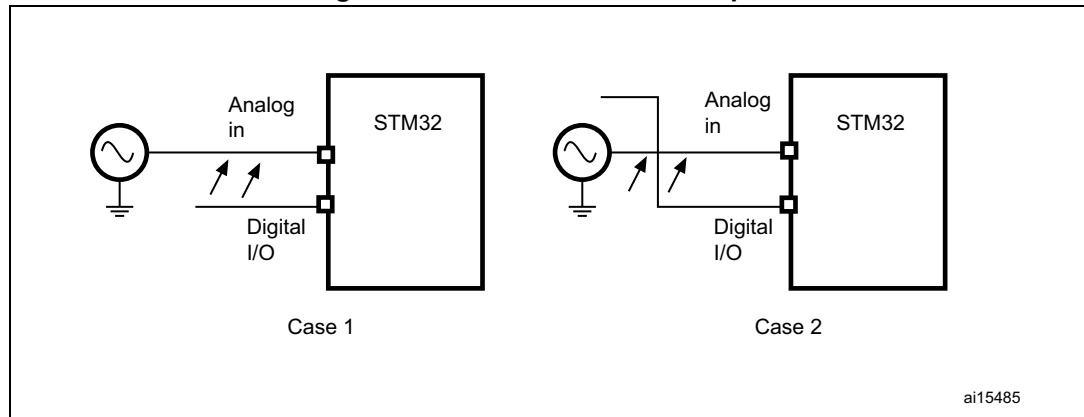 Analog
in
STM32
Digital
I/O
Case 1
Analog
in
STM32
Digital
I/O
Case 2
ai15485